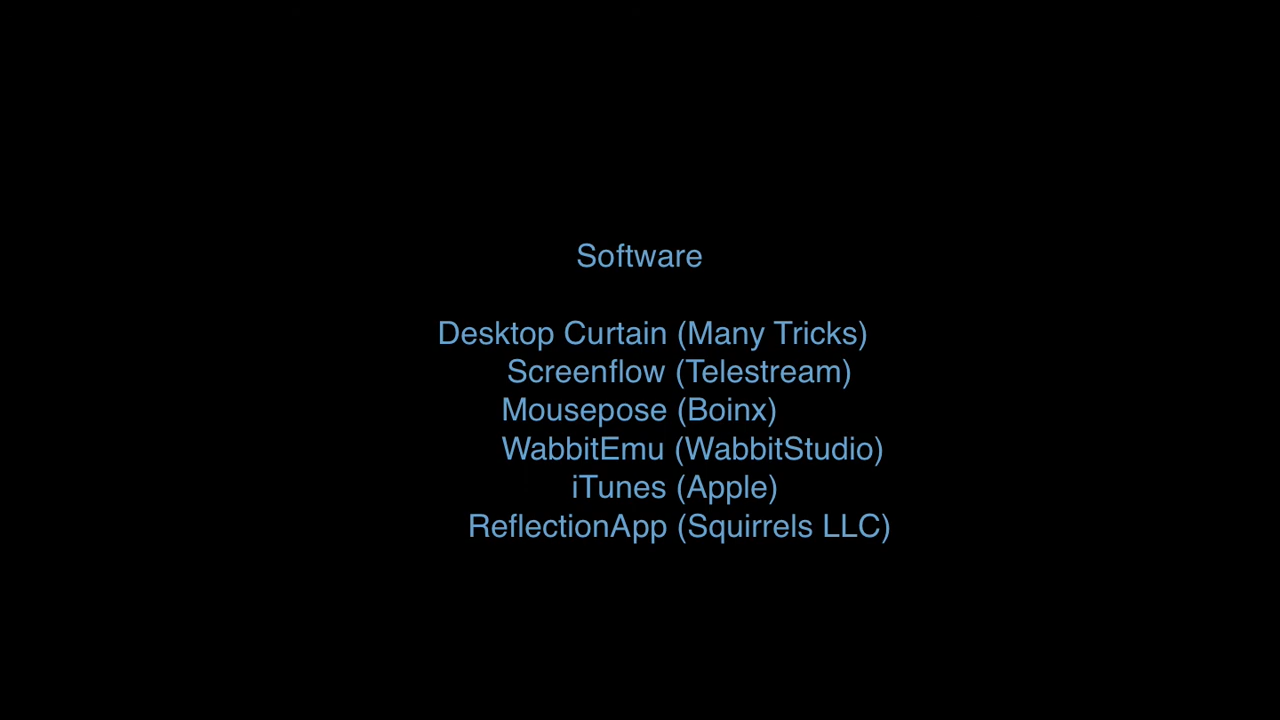 Software
Desktop Curtain (Many Tricks)
Screenflow (Telestream)
Mousepose (Boinx)
WabbitEmu (WabbitStudio)
iTunes (Apple)
ReflectionApp (Squirrels LLC)